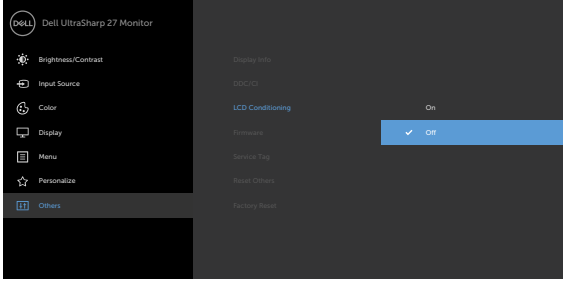 DELL
Dell UltraSharp 27 Monitor
Brightness/Contrast
Input Source
Color
Display
Menu
Personalize
Others
Display Info
DDC/CI
LCD Conditioning
Firmware
Service Tag
Reset Others
Factory Reset
On
Off